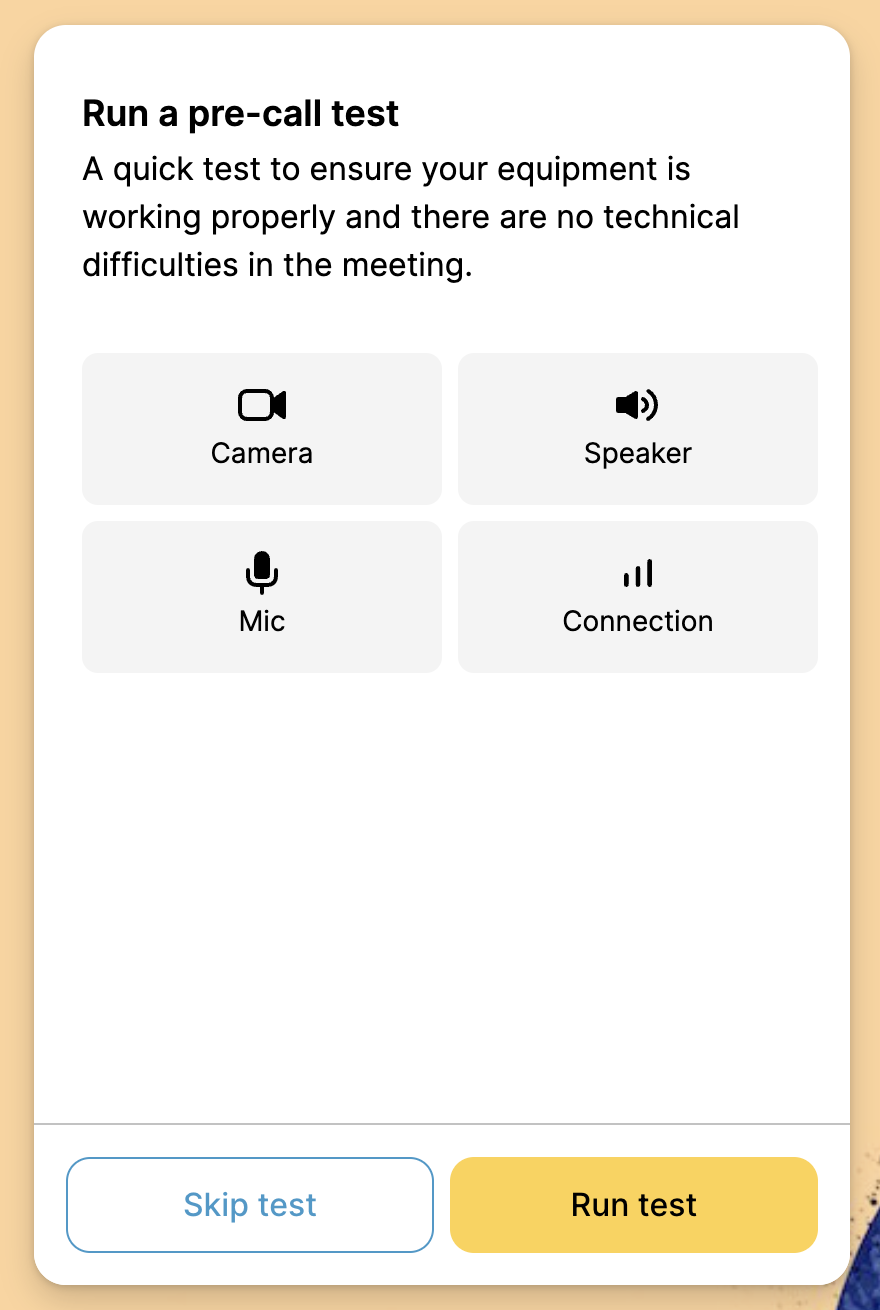 Run a pre-call test
A quick test to ensure your equipment is
working properly and there are no technical
difficulties in the meeting.
Camera
Speaker
Mic
Connection
Skip test
Run test